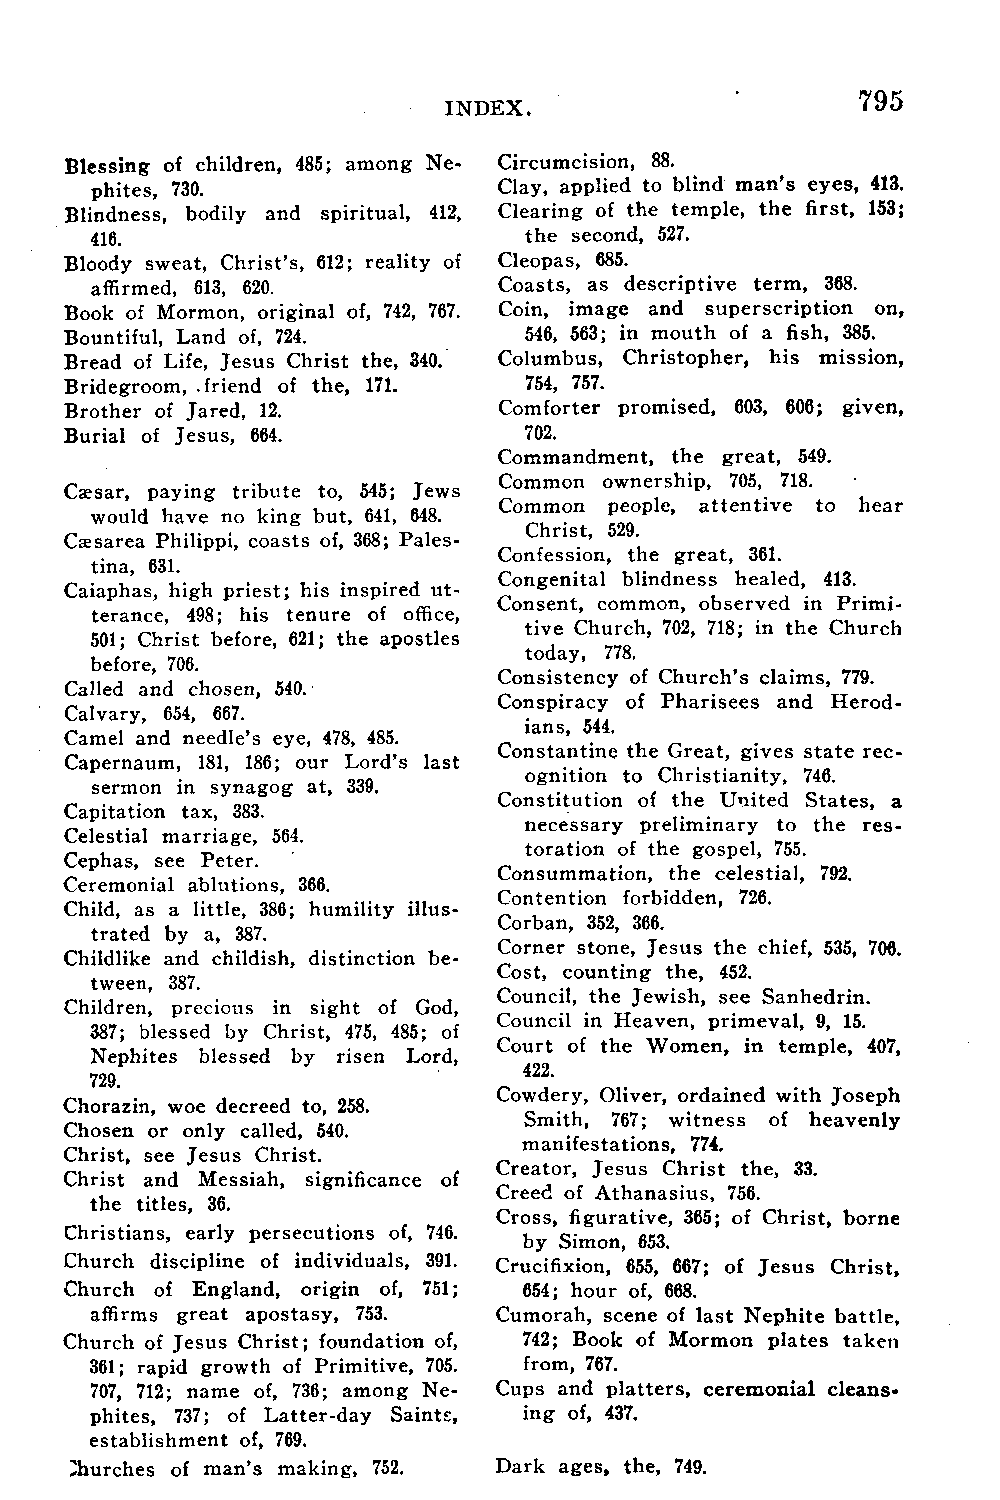 INDEX. 795
Blessing of children, 485; among Ne-
phites, 730.
Blindness, bodily and spiritual, 412,
416.
Bloody sweat, Christ's, 612; reality of
affirmed, 613, 620.
Book of Mormon, original of, 742, 767.
Bountiful, Land of, 724.
Bread of Life, Jesus Christ the, 340.
Bridegroom, friend of the, 171.
Brother of Jared, 12.
Burial of Jesus, 664.
Cæsar, paying tribute to, 545; Jews
would have no king but, 641, 648.
Cæsarea Philippi, coasts of, 368; Pales-
tina, 631.
Caiaphas, high priest; his inspired ut-
terance, 498; his tenure of office,
501; Christ before, 621; the apostles
before, 706.
Called and chosen, 540.
Calvary, 654, 667.
Camel and needle's eye, 478, 485.
Capernaum, 181, 186; our Lord's last
sermon in synagog at, 339.
Capitation tax, 383.
Celestial marriage, 564.
Cephas, see Peter.
Ceremonial ablutions, 366.
Child, as a little, 386; humility illus-
trated by a, 387.
Childlike and childish, distinction be-
tween, 387.
Children, precious in sight of God,
387; blessed by Christ, 475, 485; of
Nephites blessed by risen Lord,
729.
Chorazin, woe decreed to, 258.
Chosen or only called, 540.
Christ, see Jesus Christ.
Christ and Messiah, significance of
the titles, 36.
Christians, early persecutions of, 746.
Church discipline of individuals, 391.
Church of England, origin of, 751;
affirms great apostasy, 753.
Church of Jesus Christ; foundation of,
361; rapid growth of Primitive, 705.
707, 712; name of, 736; among Ne-
phites, 737; of Latter-day Saints,
establishment of, 769.
Churches of man's making, 752.
Circumcision, 88.
Clay, applied to blind man's eyes, 413.
Clearing of the temple, the first, 153;
the second, 527.
Cleopas, 685.
Coasts, as descriptive term, 368.
Coin, image and superscription on,
546, 563; in mouth of a fish, 385.
Columbus, Christopher, his mission,
754, 757.
Comforter promised, 603, 606; given,
702.
Commandment, the great, 549.
Common ownership, 705, 718.
Common people, attentive to hear
Christ, 529.
Confession, the great, 361.
Congenital blindness healed, 413.
Consent, common, observed in Primi-
tive Church, 702, 718; in the Church
today, 778.
Consistency of Church's claims, 779.
Conspiracy of Pharisees and Herod-
ians, 544.
Constantine the Great, gives state rec-
ognition to Christianity, 746.
Constitution of the United States, a
necessary preliminary to the res-
toration of the gospel, 755.
Consummation, the celestial, 792.
Contention forbidden, 726.
Corban, 352, 366.
Corner stone, Jesus the chief, 535, 706.
Cost, counting the, 452.
Council, the Jewish, see Sanhedrin.
Council in Heaven, primeval, 9, 15.
Court of the Women, in temple, 407,
422.
Cowdery, Oliver, ordained with Joseph
Smith, 767; witness of heavenly
manifestations, 774.
Creator, Jesus Christ the, 33.
Creed of Athanasius, 756.
Cross, figurative, 365; of Christ, borne
by Simon, 653.
Crucifixion, 655, 667; of Jesus Christ,
654; hour of, 668.
Cumorah, scene of last Nephite battle,
742; Book of Mormon plates taken
from, 767.
Cups and platters, ceremonial cleans-
ing of, 437.
Dark ages, the, 749.